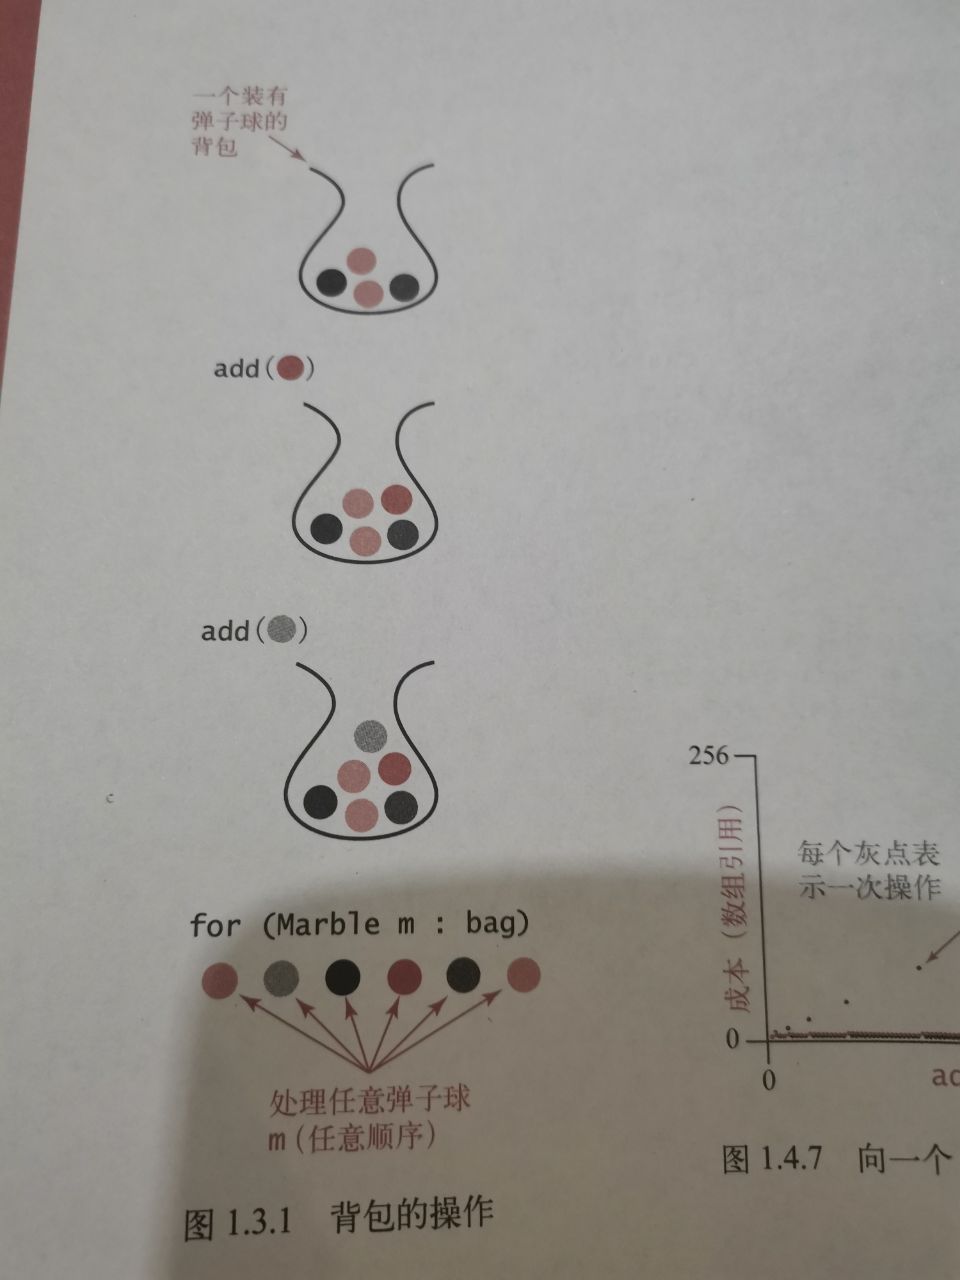 一个装有
弹子球的
背包
add( )
add( )
for (Marble m : bag)
处理任意弹子球
m (任意顺序)
图 1.3.1 背包的操作
256
成本 (数组引用)
每个灰点表
示一次操作
0
0
图 1.4.7 向一个